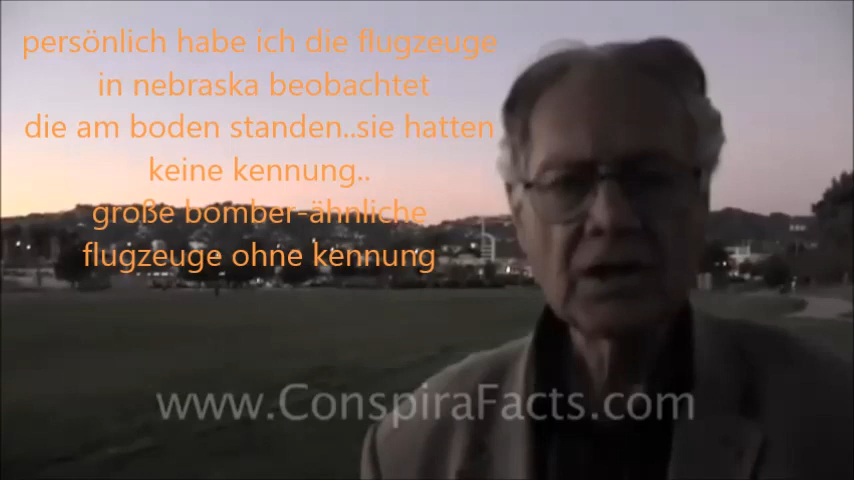 persönlich habe ich die flugzeuge
in nebraska beobachtet
die am boden standen..sie hatten
keine kennung..
große bomber-ähnliche
flugzeuge ohne kennung
www.ConspiraFacts.com